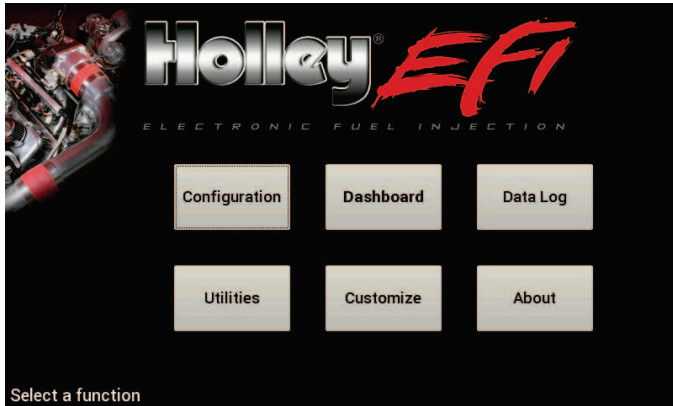 Holley® EFI
ELECTRONIC FUEL INJECTION
Configuration Dashboard Data Log
Utilities Customize About
Select a function